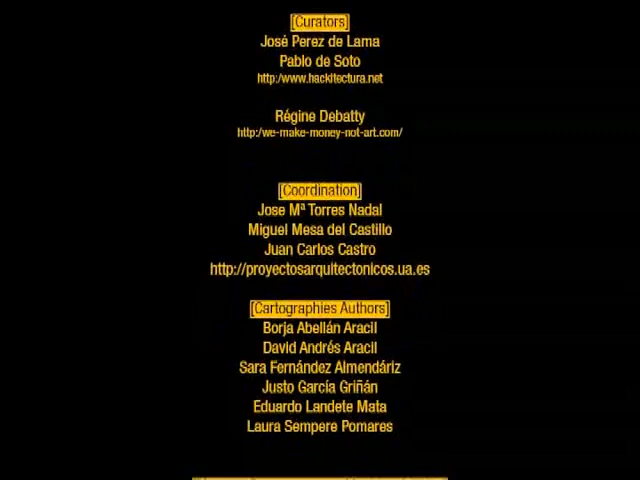 [Curators]
José Perez de Lama
Pablo de Soto
http:/www.hackitectura.net
Régine Debatty
http:/we-make-money-not-art.com/
[Coordination]
Jose Mª Torres Nadal
Miguel Mesa del Castillo
Juan Carlos Castro
http://proyectosarquitectonicos.ua.es
[Cartographies Authors]
Borja Abellán Aracil
David Andrés Aracil
Sara Fernández Almendáriz
Justo García Griñán
Eduardo Landete Mata
Laura Sempere Pomares